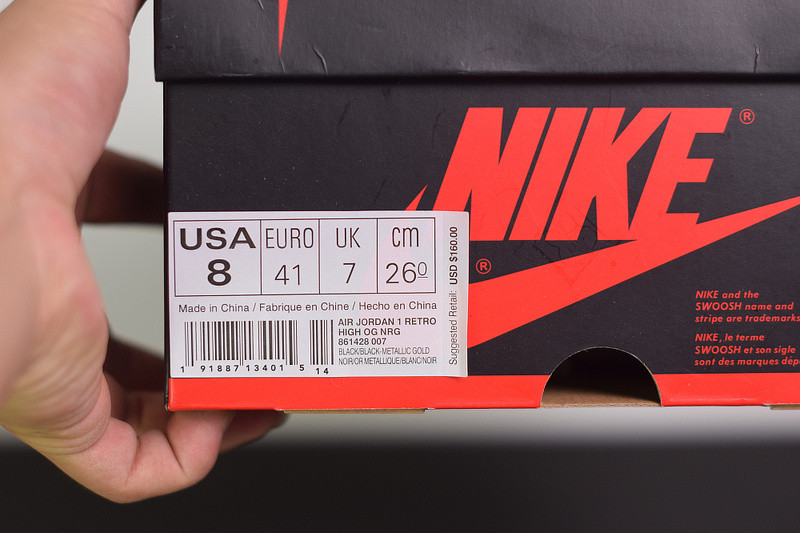 NIKE®
®
USA EURO UK cm
8 41 7 26⁰
Made in China / Fabrique en Chine / Hecho en China
AIR JORDAN 1 RETRO
HIGH OG NRG
861428 007
BLACK/BLACK-METALLIC GOLD
NOIR/OR METALLIQUE/BLANC/NOIR
1 91887 13401 5 14
Suggested Retail: USD $160.00
NIKE and the
SWOOSH name and
stripe are trademarks
NIKE, le terme
SWOOSH et son sigle
sont des marques dépo